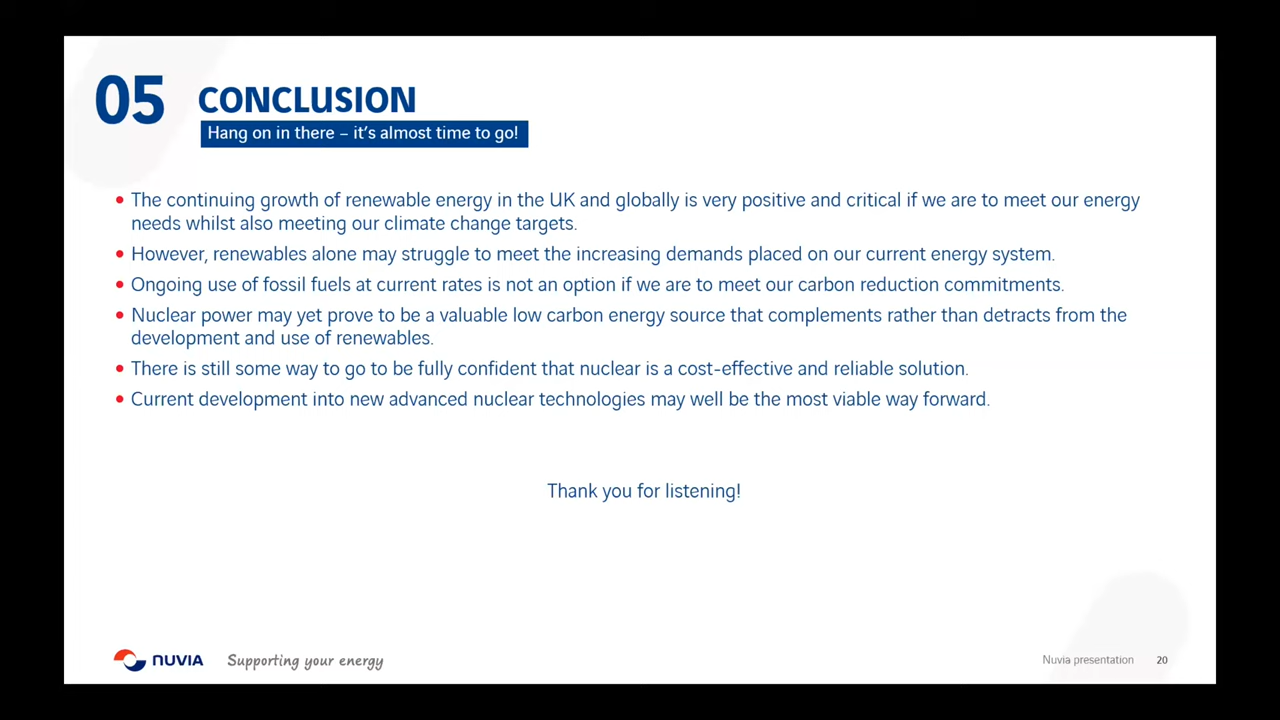 05
CONCLUSION
Hang on in there – it's almost time to go!
• The continuing growth of renewable energy in the UK and globally is very positive and critical if we are to meet our energy
needs whilst also meeting our climate change targets.
• However, renewables alone may struggle to meet the increasing demands placed on our current energy system.
• Ongoing use of fossil fuels at current rates is not an option if we are to meet our carbon reduction commitments.
• Nuclear power may yet prove to be a valuable low carbon energy source that complements rather than detracts from the
development and use of renewables.
• There is still some way to go to be fully confident that nuclear is a cost-effective and reliable solution.
• Current development into new advanced nuclear technologies may well be the most viable way forward.
Thank you for listening!
NUVIA
Supporting your energy
Nuvia presentation
20